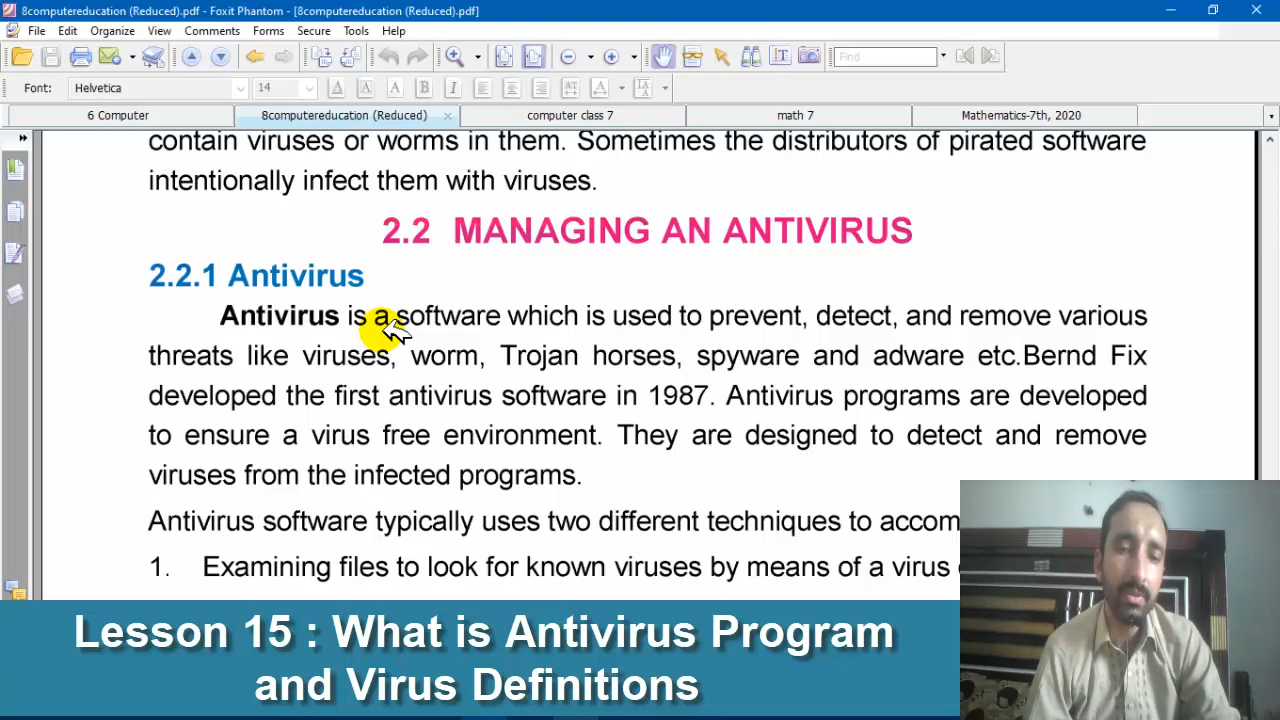 8computereducation (Reduced).pdf - Foxit Phantom - [8computereducation (Reduced).pdf]
File Edit Organize View Comments Forms Secure Tools Help
Find
Font: Helvetica 14
6 Computer 8computereducation (Reduced) computer class 7 math 7 Mathematics-7th, 2020
contain viruses or worms in them. Sometimes the distributors of pirated software
intentionally infect them with viruses.
2.2 MANAGING AN ANTIVIRUS
2.2.1 Antivirus
Antivirus is a software which is used to prevent, detect, and remove various
threats like viruses, worm, Trojan horses, spyware and adware etc.Bernd Fix
developed the first antivirus software in 1987. Antivirus programs are developed
to ensure a virus free environment. They are designed to detect and remove
viruses from the infected programs.
Antivirus software typically uses two different techniques to accom
1. Examining files to look for known viruses by means of a virus
Lesson 15 : What is Antivirus Program
and Virus Definitions